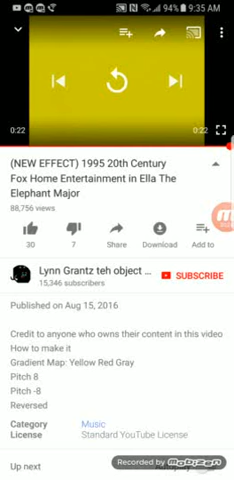 94% 9:35 AM
0:22
0:22
(NEW EFFECT) 1995 20th Century
Fox Home Entertainment in Ella The
Elephant Major
88,756 views
30
7
Share
Download
Add to
Lynn Grantz teh object ...
SUBSCRIBE
15,346 subscribers
Published on Aug 15, 2016
Credit to anyone who owns their content in this video
How to make it
Gradient Map: Yellow Red Gray
Pitch 8
Pitch -8
Reversed
Category
Music
License
Standard YouTube License
Up next
Recorded by Mobizen